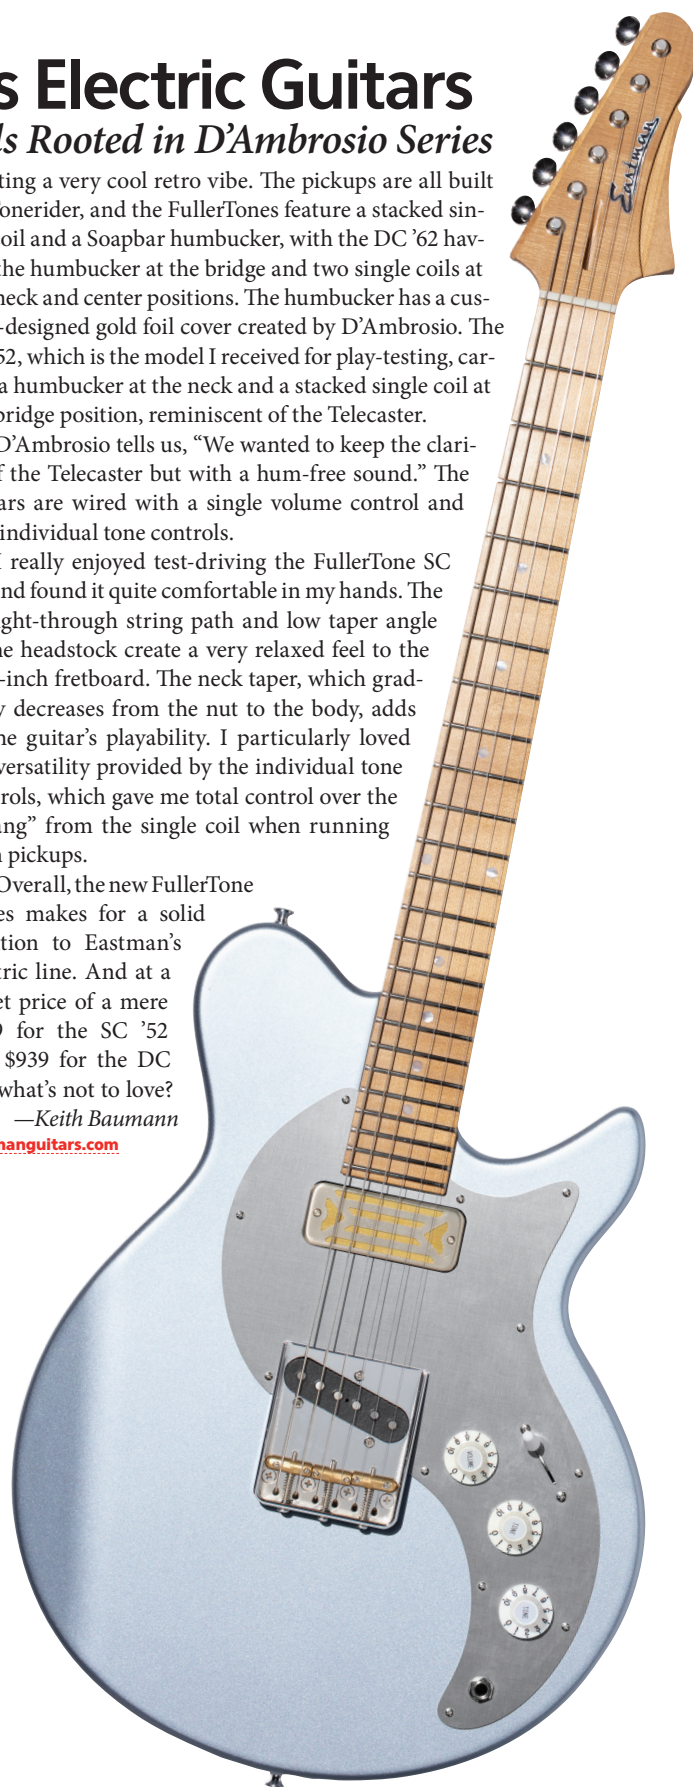 s Electric Guitars
ls Rooted in D’Ambrosio Series
ting a very cool retro vibe. The pickups are all built
onerider, and the FullerTones feature a stacked sin-
oil and a Soapbar humbucker, with the DC ’62 hav-
the humbucker at the bridge and two single coils at
neck and center positions. The humbucker has a cus-
-designed gold foil cover created by D’Ambrosio. The
52, which is the model I received for play-testing, car-
a humbucker at the neck and a stacked single coil at
bridge position, reminiscent of the Telecaster.
D’Ambrosio tells us, “We wanted to keep the clari-
f the Telecaster but with a hum-free sound.” The
ars are wired with a single volume control and
individual tone controls.
I really enjoyed test-driving the FullerTone SC
nd found it quite comfortable in my hands. The
ight-through string path and low taper angle
he headstock create a very relaxed feel to the
-inch fretboard. The neck taper, which grad-
y decreases from the nut to the body, adds
he guitar’s playability. I particularly loved
versatility provided by the individual tone
rols, which gave me total control over the
ang” from the single coil when running
h pickups.
Overall, the new FullerTone
es makes for a solid
tion to Eastman’s
tric line. And at a
et price of a mere
9 for the SC ’52
$939 for the DC
what’s not to love?
—Keith Baumann
manguitars.com
Eastman
VOLUME
TONE
TONE